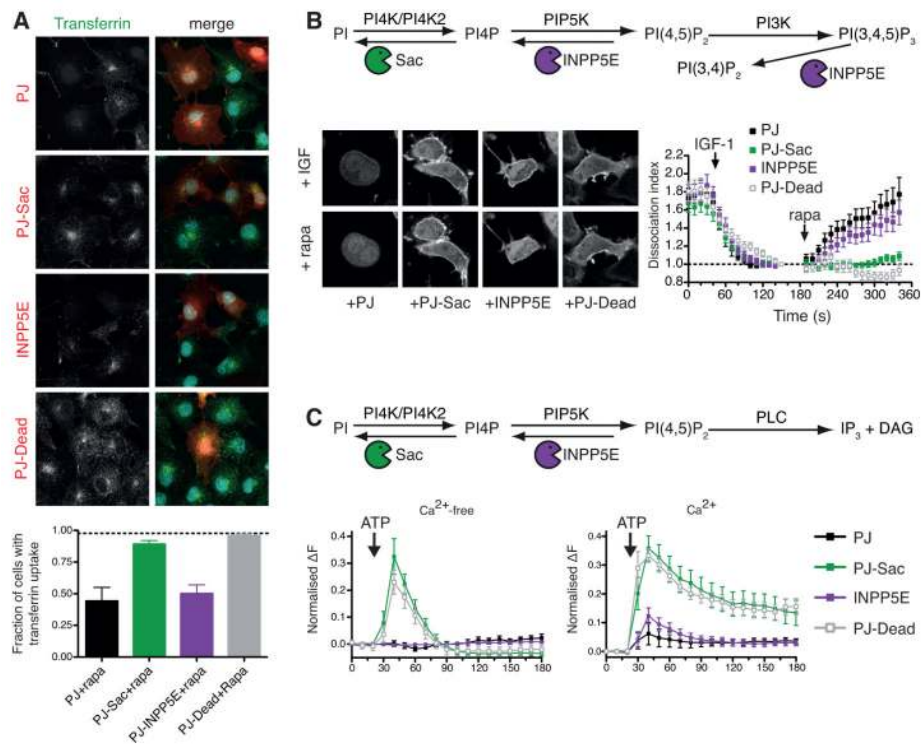 A
Transferrin
merge
PJ
PJ-Sac
INPP5E
PJ-Dead
Fraction of cells with
transferrin uptake
1.00
0.75
0.50
0.25
0.00
PJ+rapa
PJ-Sac+rapa
PJ-INPP5E+rapa
PJ-Dead+Rapa
B
PI
PI4K/PI4K2
Sac
PI4P
PIP5K
INPP5E
PI(4,5)P₂
PI3K
PI(3,4,5)P₃
PI(3,4)P₂
INPP5E
+ IGF
+ rapa
+PJ
+PJ-Sac
+INPP5E
+PJ-Dead
Dissociation index
2.2
2.0
1.8
1.6
1.4
1.2
1.0
0.8
IGF-1
rapa
PJ
PJ-Sac
INPP5E
PJ-Dead
0 60 120 180 240 300 360
Time (s)
C
PI
PI4K/PI4K2
Sac
PI4P
PIP5K
INPP5E
PI(4,5)P₂
PLC
IP₃ + DAG
ATP
Ca²⁺-free
Normalised ΔF
0.4
0.3
0.2
0.1
0.0
0 30 60 90 120 150 180
ATP
Ca²⁺
Normalised ΔF
0.4
0.3
0.2
0.1
0.0
0 30 60 90 120 150 180
PJ
PJ-Sac
INPP5E
PJ-Dead